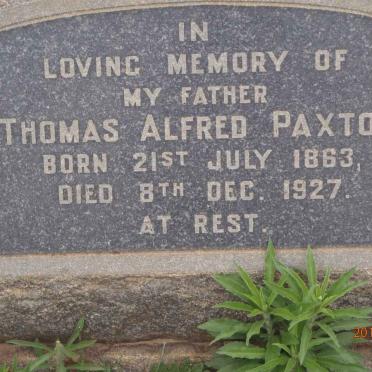 IN
LOVING MEMORY OF
MY FATHER
THOMAS ALFRED PAXTO
BORN 21ST JULY 1863,
DIED 8TH DEC. 1927.
AT REST.